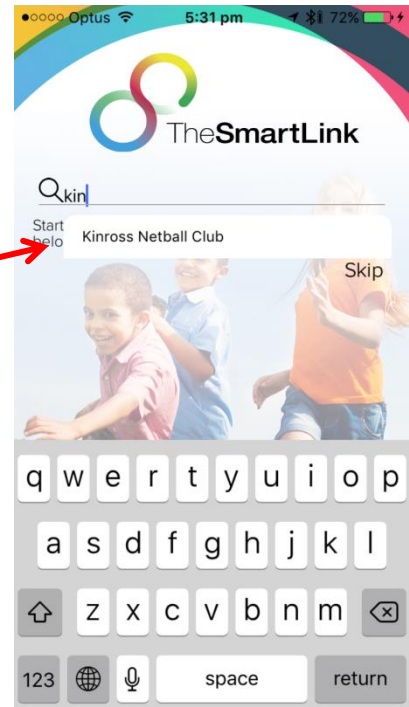 Optus 5:31 pm 72%
TheSmartLink
kin
Start
belo
Kinross Netball Club
Skip
q w e r t y u i o p
a s d f g h j k l
z x c v b n m
123 space return